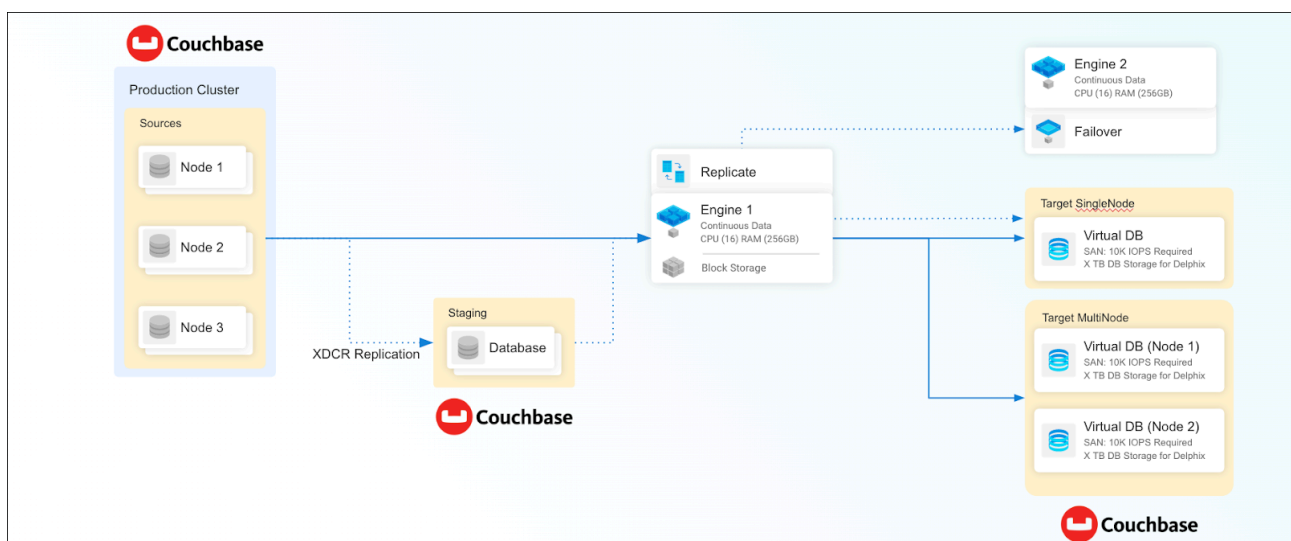 Couchbase
Production Cluster
Sources
Node 1
Node 2
Node 3
XDCR Replication
Staging
Database
Couchbase
Replicate
Engine 1
Continuous Data
CPU (16) RAM (256GB)
Block Storage
Engine 2
Continuous Data
CPU (16) RAM (256GB)
Failover
Target SingleNode
Virtual DB
SAN: 10K IOPS Required
X TB DB Storage for Delphix
Target MultiNode
Virtual DB (Node 1)
SAN: 10K IOPS Required
X TB DB Storage for Delphix
Virtual DB (Node 2)
SAN: 10K IOPS Required
X TB DB Storage for Delphix
Couchbase